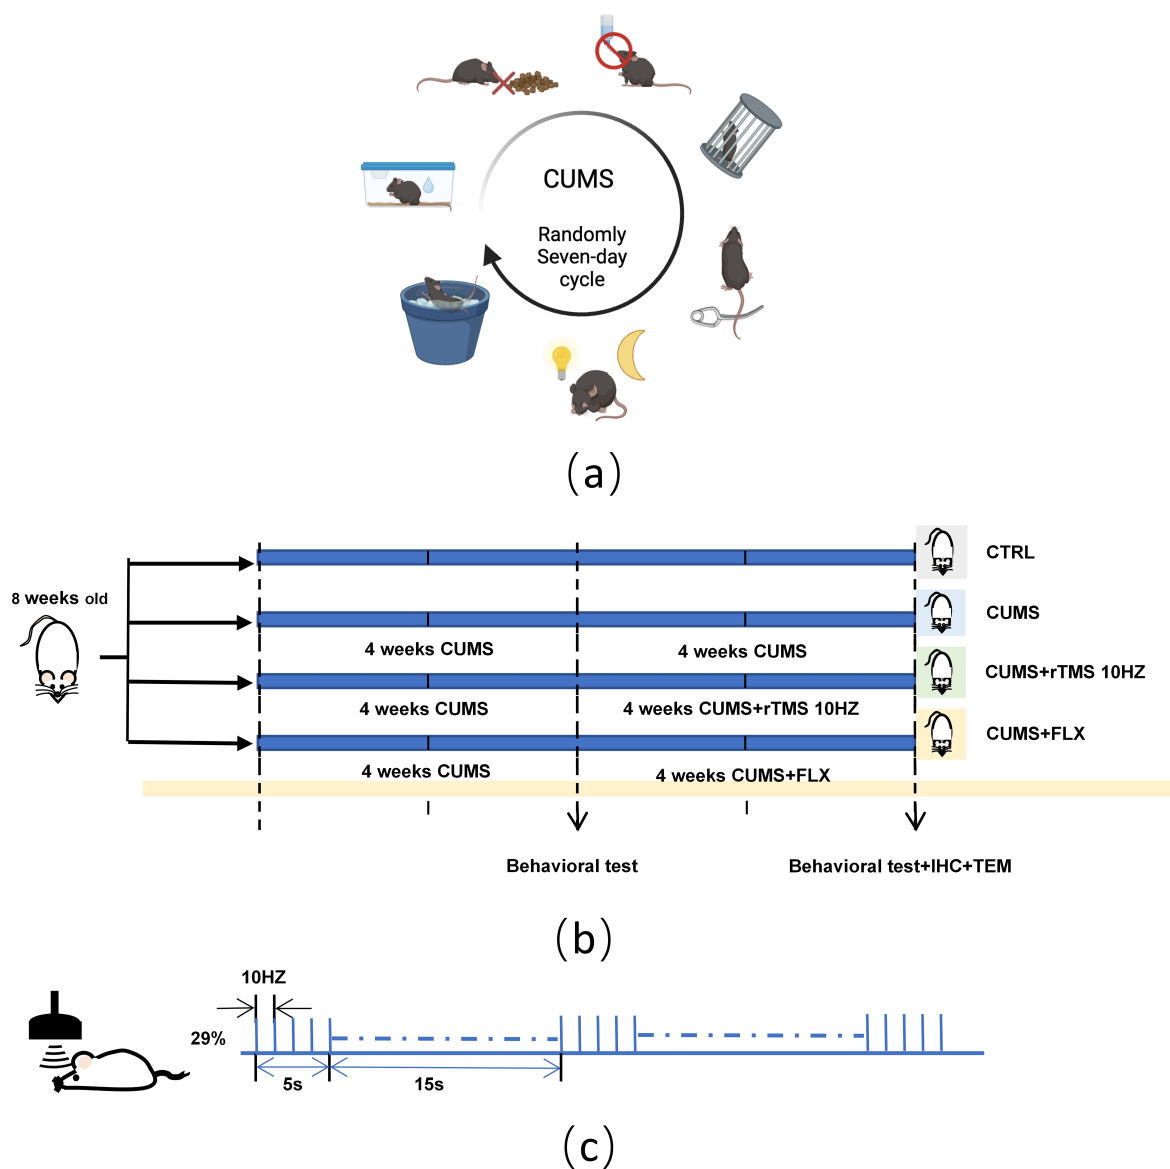 CUMS
Randomly
Seven-day
cycle
(a)
8 weeks old
CTRL
CUMS
4 weeks CUMS
4 weeks CUMS
CUMS+rTMS 10HZ
4 weeks CUMS
4 weeks CUMS+rTMS 10HZ
CUMS+FLX
4 weeks CUMS
4 weeks CUMS+FLX
Behavioral test
Behavioral test+IHC+TEM
(b)
10HZ
29%
5s
15s
(c)